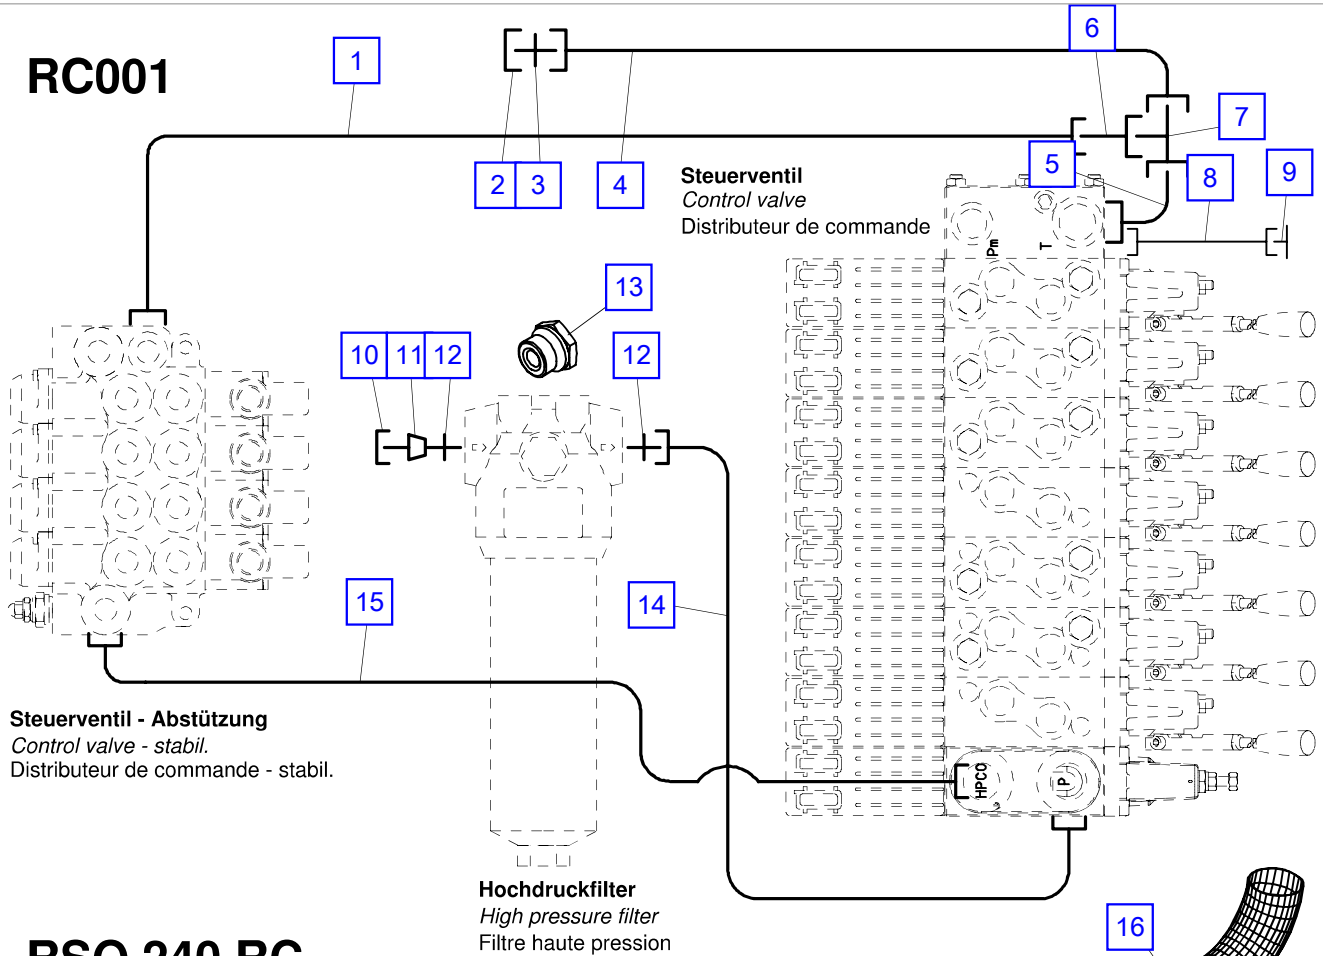 RC001
1
6
7
2
3
4
5
8
9
Steuerventil
Control valve
Distributeur de commande
Pm
T
13
10
11
12
12
15
14
Steuerventil - Abstützung
Control valve - stabil.
Distributeur de commande - stabil.
HPCO
P
Hochdruckfilter
High pressure filter
Filtre haute pression
16